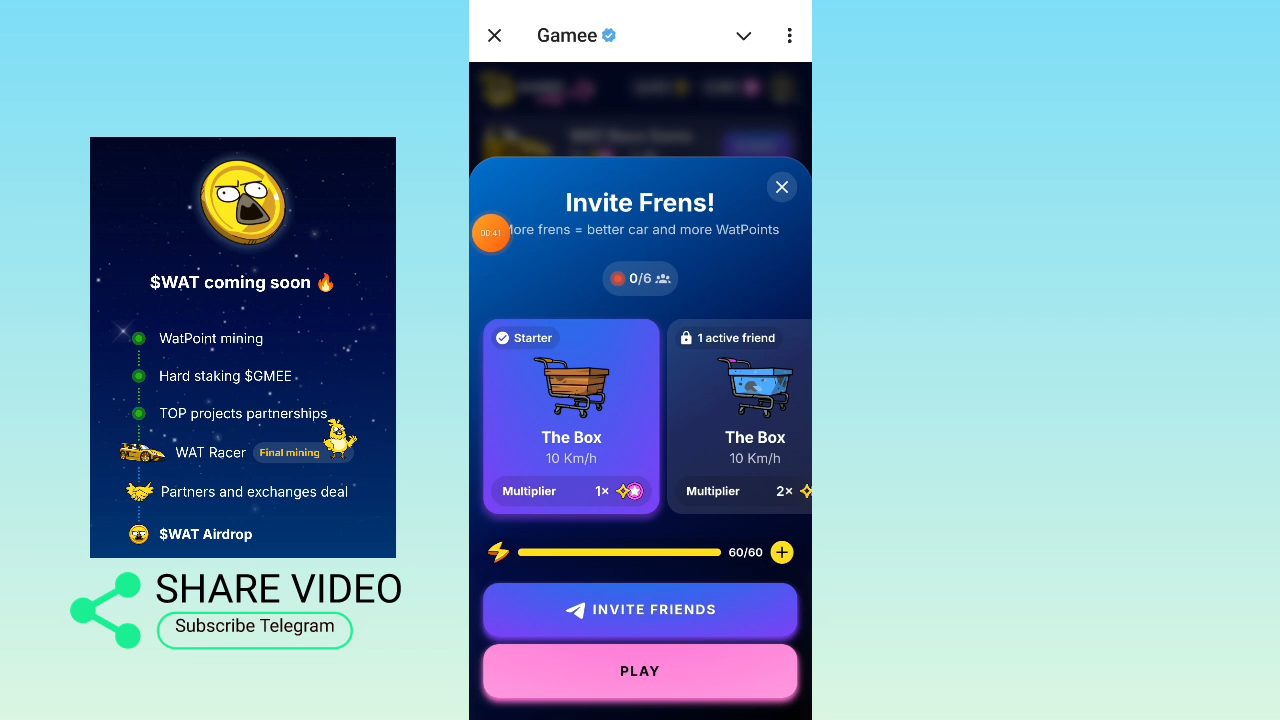 Gamee
Invite Frens!
More frens = better car and more WatPoints
00:41
0/6
Starter
The Box
10 Km/h
Multiplier 1×
1 active friend
The Box
10 Km/h
Multiplier 2×
60/60
INVITE FRIENDS
PLAY
$WAT coming soon 🔥
WatPoint mining
Hard staking $GMEE
TOP projects partnerships
WAT Racer Final mining
Partners and exchanges deal
$WAT Airdrop
SHARE VIDEO
Subscribe Telegram